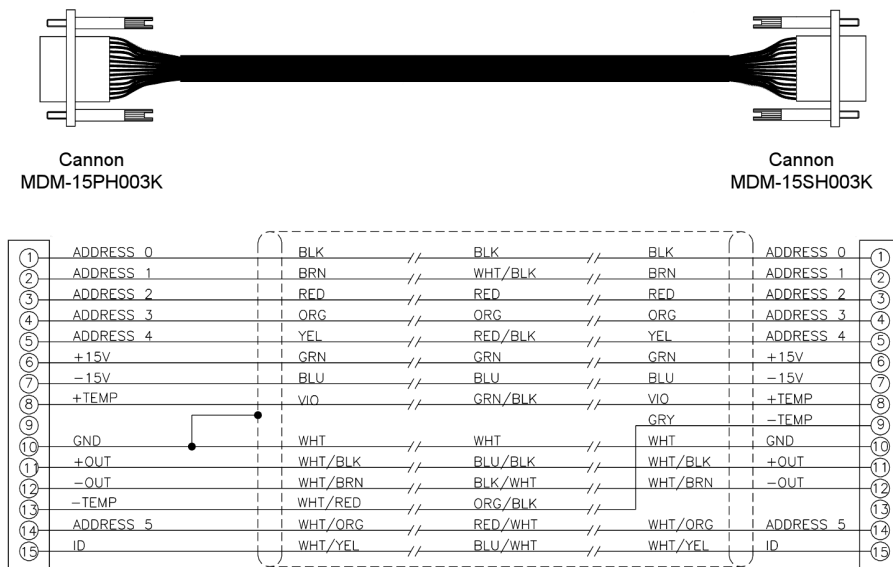 Cannon
MDM-15PH003K
Cannon
MDM-15SH003K
1 ADDRESS 0 BLK // BLK // BLK ADDRESS 0 1
2 ADDRESS 1 BRN // WHT/BLK // BRN ADDRESS 1 2
3 ADDRESS 2 RED // RED // RED ADDRESS 2 3
4 ADDRESS 3 ORG // ORG // ORG ADDRESS 3 4
5 ADDRESS 4 YEL // RED/BLK // YEL ADDRESS 4 5
6 +15V GRN // GRN // GRN +15V 6
7 -15V BLU // BLU // BLU -15V 7
8 +TEMP VIO // GRN/BLK // VIO +TEMP 8
9 GRY -TEMP 9
10 GND WHT // WHT // WHT GND 10
11 +OUT WHT/BLK // BLU/BLK // WHT/BLK +OUT 11
12 -OUT WHT/BRN // BLK/WHT // WHT/BRN -OUT 12
13 -TEMP WHT/RED // ORG/BLK // 13
14 ADDRESS 5 WHT/ORG // RED/WHT // WHT/ORG ADDRESS 5 14
15 ID WHT/YEL // BLU/WHT // WHT/YEL ID 15